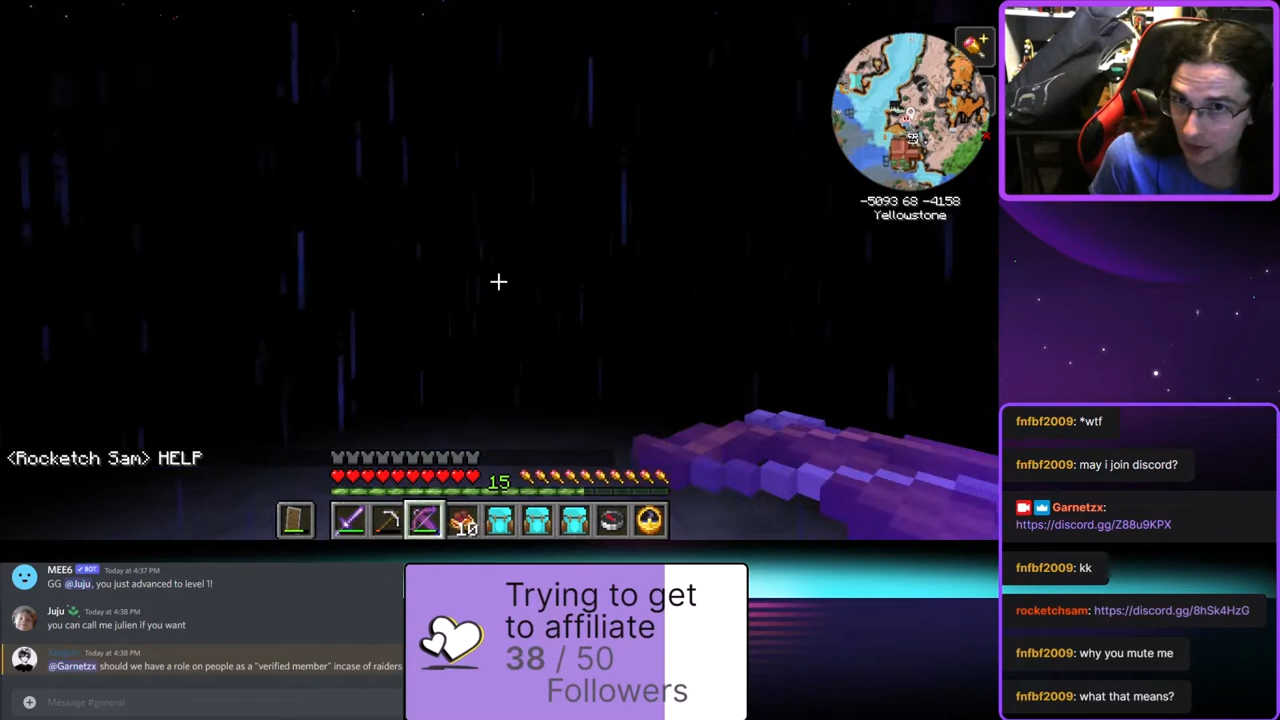 -5093 68 -4158
Yellowstone
<Rocketch Sam> HELP
15
10
MEE6 BOT Today at 4:37 PM
GG @Juju, you just advanced to level 1!
Juju Today at 4:38 PM
you can call me julien if you want
Today at 4:38 PM
@Garnetzx should we have a role on people as a "verified member" incase of raiders
Message #general
Trying to get
to affiliate
38 / 50
Followers
fnfbf2009: *wtf
fnfbf2009: may i join discord?
Garnetzx:
https://discord.gg/Z88u9KPX
fnfbf2009: kk
rocketchsam: https://discord.gg/8hSk4HzG
fnfbf2009: why you mute me
fnfbf2009: what that means?